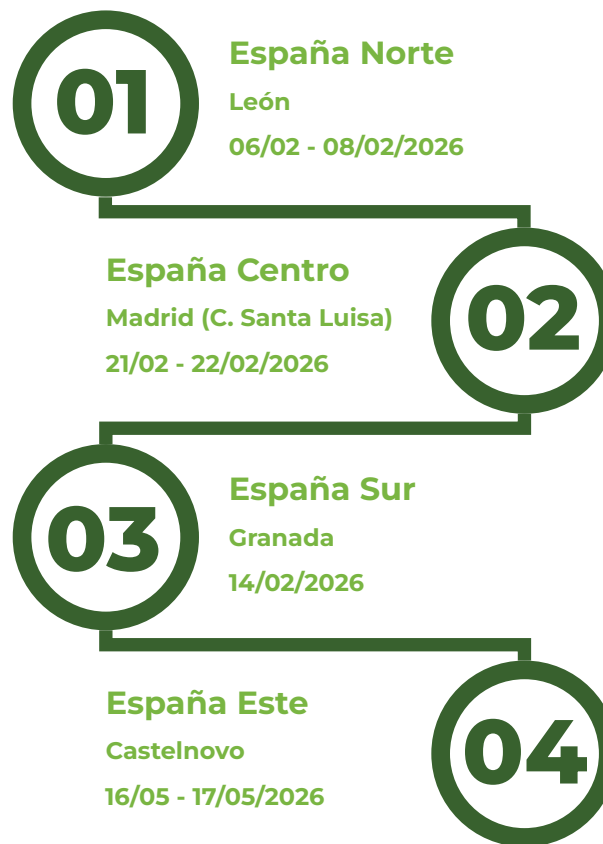 01
España Norte
León
06/02 - 08/02/2026
España Centro
Madrid (C. Santa Luisa)
21/02 - 22/02/2026
02
03
España Sur
Granada
14/02/2026
España Este
Castelnovo
16/05 - 17/05/2026
04